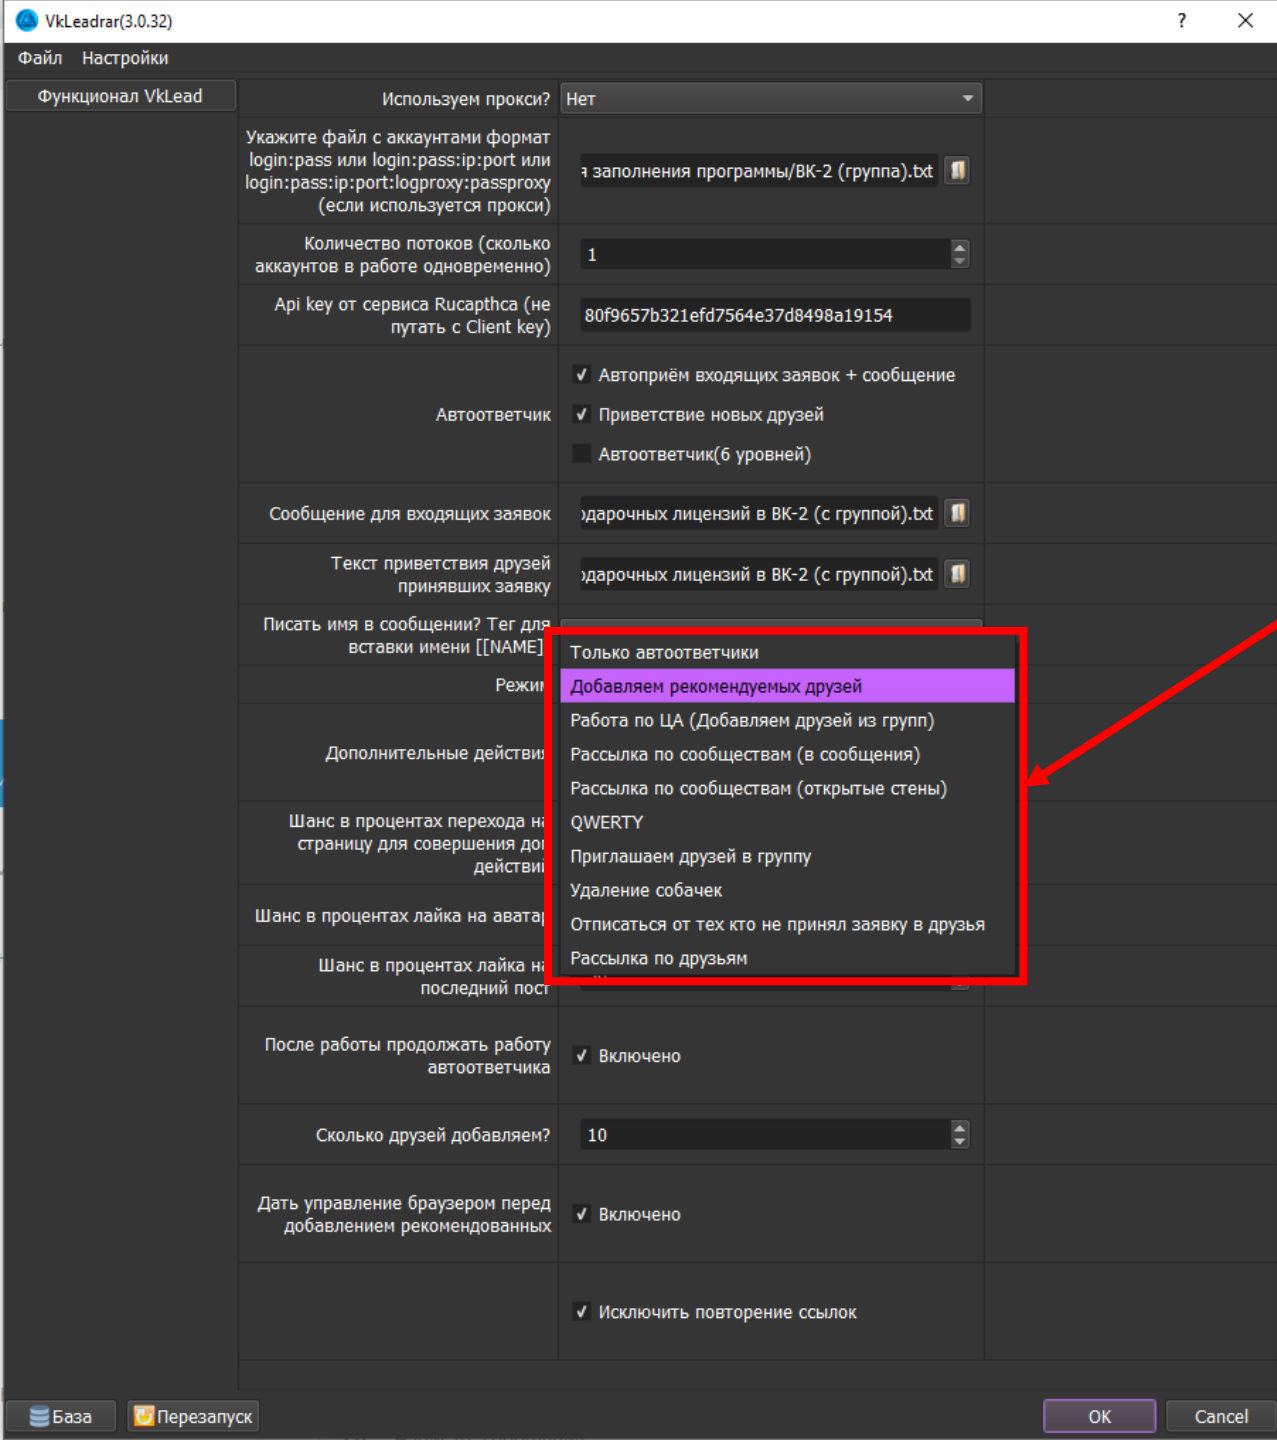 VkLeadrar(3.0.32)
?
Файл Настройки
Функционал VkLead
Используем прокси? Нет
Укажите файл с аккаунтами формат
login:pass или login:pass:ip:port или
login:pass:ip:port:logproxy:passproxy
(если используется прокси)
я заполнения программы/ВК-2 (группа).txt
Количество потоков (сколько
аккаунтов в работе одновременно)
1
Api key от сервиса Rucapthca (не
путать с Client key)
80f9657b321efd7564e37d8498a19154
Автоответчик
Автоприём входящих заявок + сообщение
Приветствие новых друзей
Автоответчик(6 уровней)
Сообщение для входящих заявок
одарочных лицензий в ВК-2 (с группой).txt
Текст приветствия друзей
принявших заявку
одарочных лицензий в ВК-2 (с группой).txt
Писать имя в сообщении? Тег для
вставки имени [[NAME]
Режим
Только автоответчики
Добавляем рекомендуемых друзей
Работа по ЦА (Добавляем друзей из групп)
Рассылка по сообществам (в сообщения)
Рассылка по сообществам (открытые стены)
QWERTY
Приглашаем друзей в группу
Удаление собачек
Отписаться от тех кто не принял заявку в друзья
Рассылка по друзьям
Дополнительные действия
Шанс в процентах перехода на
страницу для совершения доп
действий
Шанс в процентах лайка на аватар
Шанс в процентах лайка на
последний пост
После работы продолжать работу
автоответчика
Включено
Сколько друзей добавляем?
10
Дать управление браузером перед
добавлением рекомендованных
Включено
Исключить повторение ссылок
База Перезапуск OK Cancel